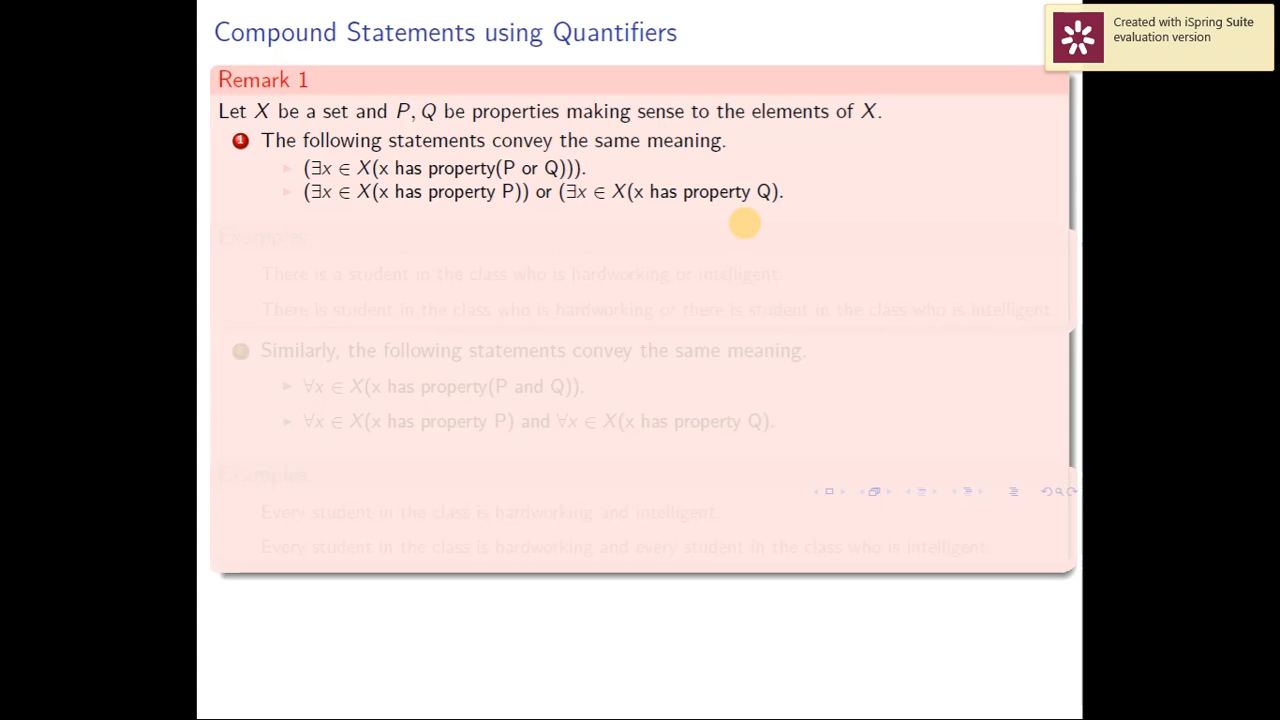 Compound Statements using Quantifiers
Created with iSpring Suite
evaluation version
Remark 1
Let X be a set and P, Q be properties making sense to the elements of X.
1 The following statements convey the same meaning.
▸ (∃x ∈ X(x has property(P or Q))).
▸ (∃x ∈ X(x has property P)) or (∃x ∈ X(x has property Q).
Examples
There is a student in the class who is hardworking or intelligent.
There is student in the class who is hardworking or there is student in the class who is intelligent.
Similarly, the following statements convey the same meaning.
▸ ∀x ∈ X(x has property(P and Q)).
▸ ∀x ∈ X(x has property P) and ∀x ∈ X(x has property Q).
Examples
Every student in the class is hardworking and intelligent.
Every student in the class is hardworking and every student in the class who is intelligent.